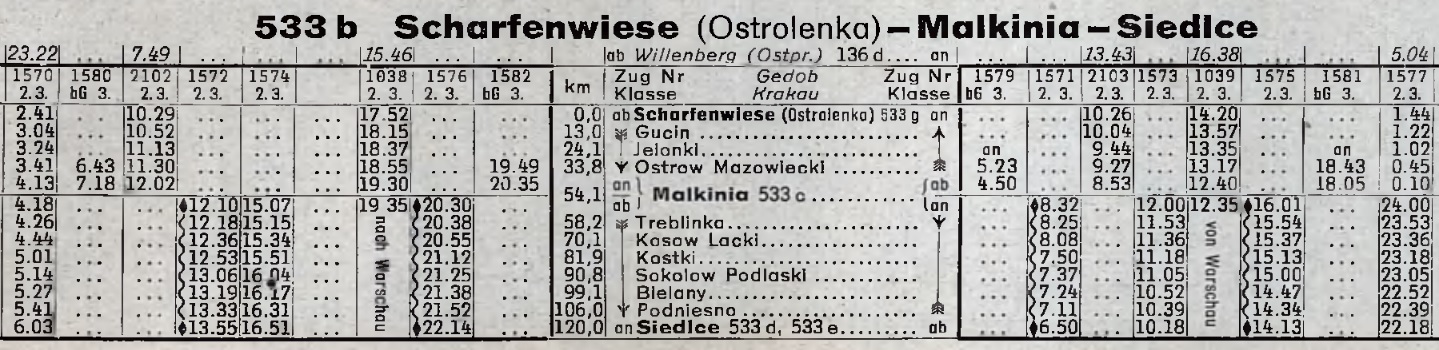 533 b Scharfenwiese (Ostrolenka) – Malkinia – Siedlce
23.22 ... 7.49 ... ... ... 15.46 ... ... ab Willenberg (Ostpr.) 136 d.... an ... ... 13.43 ... 16.38 ... ... 5.04
1570 1580 2102 1572 1574 1038 1576 1582 km Zug Nr Gedob Zug Nr 1579 1571 2103 1573 1039 1575 1581 1577
2.3. bG 3. 2.3. 2.3. 2.3. 2.3. 2.3. bG 3. Klasse Krakau Klasse bG 3. 2.3. 2.3. 2.3. 2.3. 2.3. bG 3. 2.3.
2.41 ... 10.29 ... ... ... 17.52 ... ... 0,0 ab Scharfenwiese (Ostrolenka) 533 g an ... ... 10.26 ... 14.20 ... ... 1.44
3.04 ... 10.52 ... ... ... 18.15 ... ... 13,0 Gucin ... ... ... 10.04 ... 13.57 ... ... 1.22
3.24 ... 11.13 ... ... ... 18.37 ... ... 24,1 Jelonki ... an ... 9.44 ... 13.35 ... an 1.02
3.41 6.43 11.30 ... ... ... 18.55 ... 19.49 33,8 Ostrow Mazowiecki ... 5.23 ... 9.27 ... 13.17 ... 18.43 0.45
4.13 7.18 12.02 ... ... ... 19.30 ... 20.35 54,1 an Malkinia 533 c ... ab 4.50 ... 8.53 ... 12.40 ... 18.05 0.10
4.18 ... ... 12.10 15.07 ... 19 35 20.30 ... ab an ... 8.32 ... 12.00 12.35 16.01 ... 24.00
4.26 ... ... 12.18 15.15 ... nach Warschau 20.38 ... 58,2 Treblinka ... ... 8.25 ... 11.53 von Warschau 15.54 ... 23.53
4.44 ... ... 12.36 15.34 ... 20.55 ... 70,1 Kosow Lacki ... ... 8.08 ... 11.36 15.37 ... 23.36
5.01 ... ... 12.53 15.51 ... 21.12 ... 81,9 Kostki ... ... 7.50 ... 11.18 15.13 ... 23.18
5.14 ... ... 13.06 16 04 ... 21.25 ... 90,8 Sokolow Podlaski ... ... 7.37 ... 11.05 15.00 ... 23.05
5.27 ... ... 13.19 16.17 ... 21.38 ... 99,1 Bielany ... ... 7.24 ... 10.52 14.47 ... 22.52
5.41 ... ... 13.33 16.31 ... 21.52 ... 106,0 Podniesno ... ... 7.11 ... 10.39 14.34 ... 22.39
6.03 ... ... 13.55 16.51 ... 22.14 ... 120,0 an Siedlce 533 d, 533 e ... ab ... 6.50 ... 10.18 14.13 ... 22.18